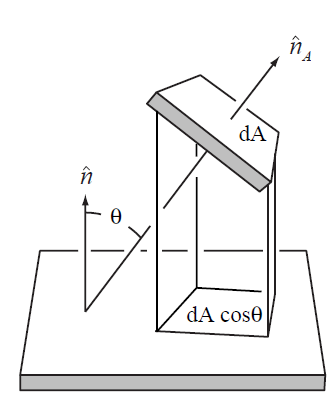 n̂_A
dA
n̂
θ
dA cosθ